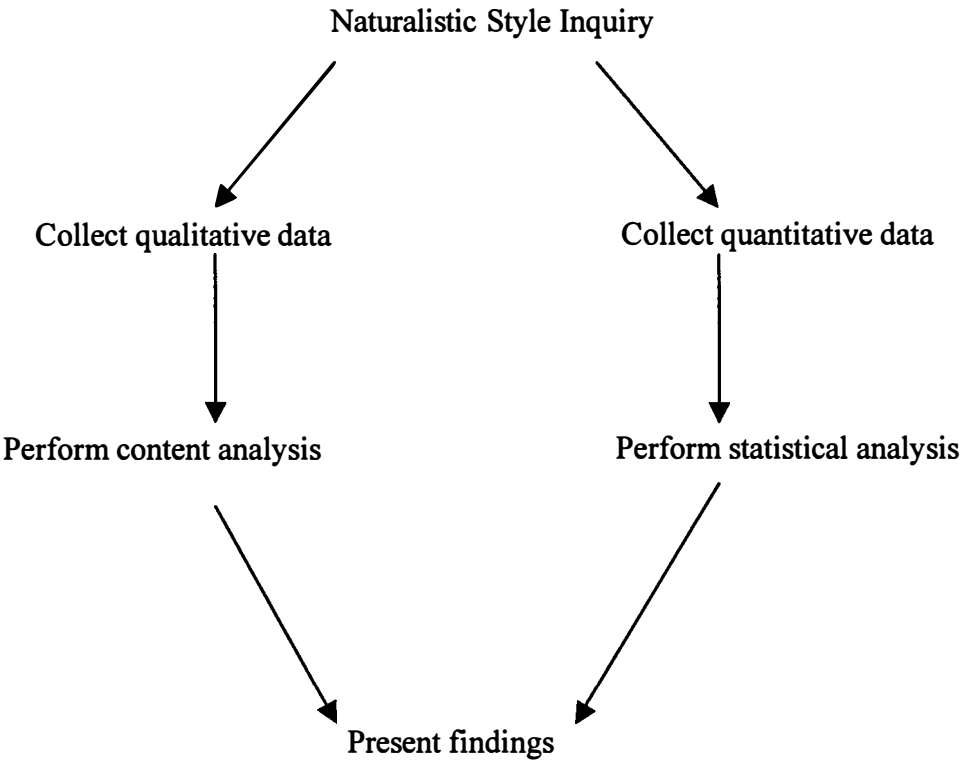 Naturalistic Style Inquiry
Collect qualitative data
Collect quantitative data
Perform content analysis
Perform statistical analysis
Present findings